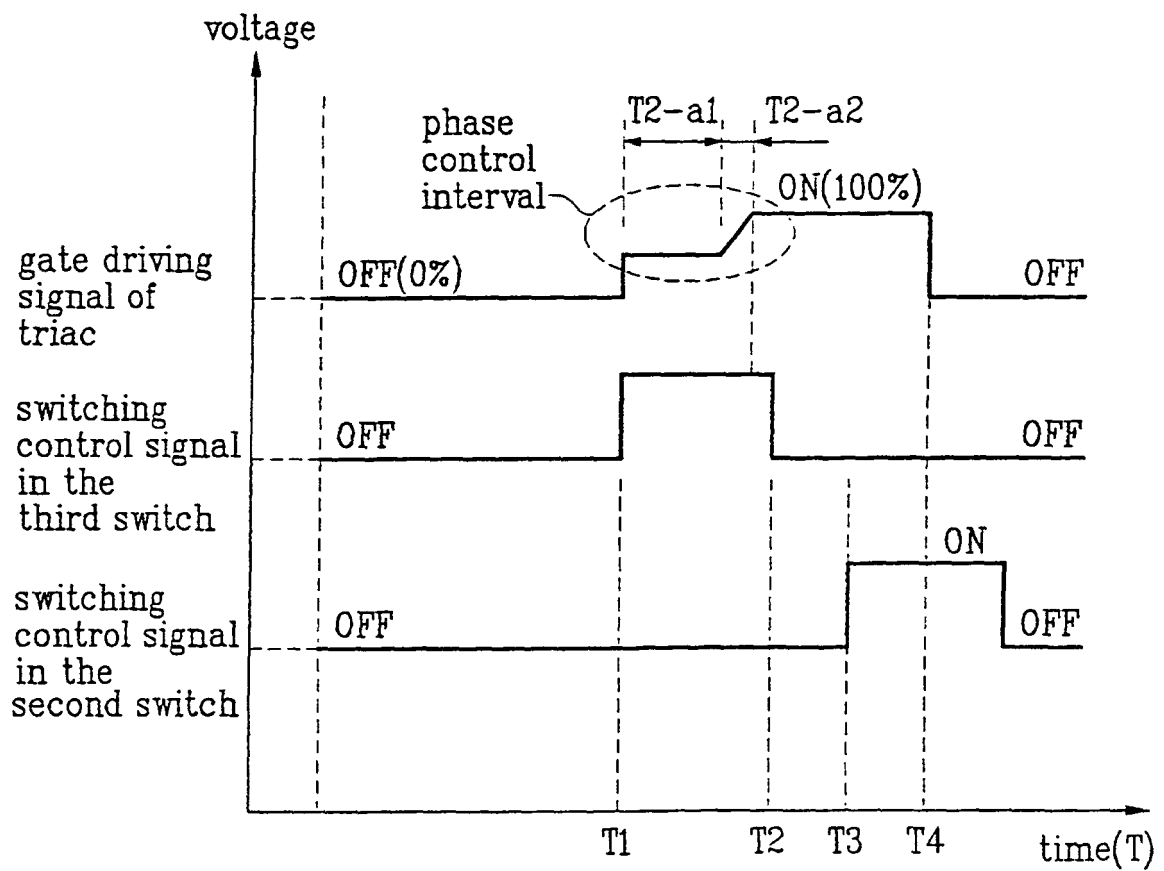 voltage
T2-a1
T2-a2
phase
control
interval
ON(100%)
gate driving
signal of
triac
OFF(0%)
OFF
switching
control signal
in the
third switch
OFF
OFF
ON
switching
control signal
in the
second switch
OFF
OFF
T1
T2
T3
T4
time(T)